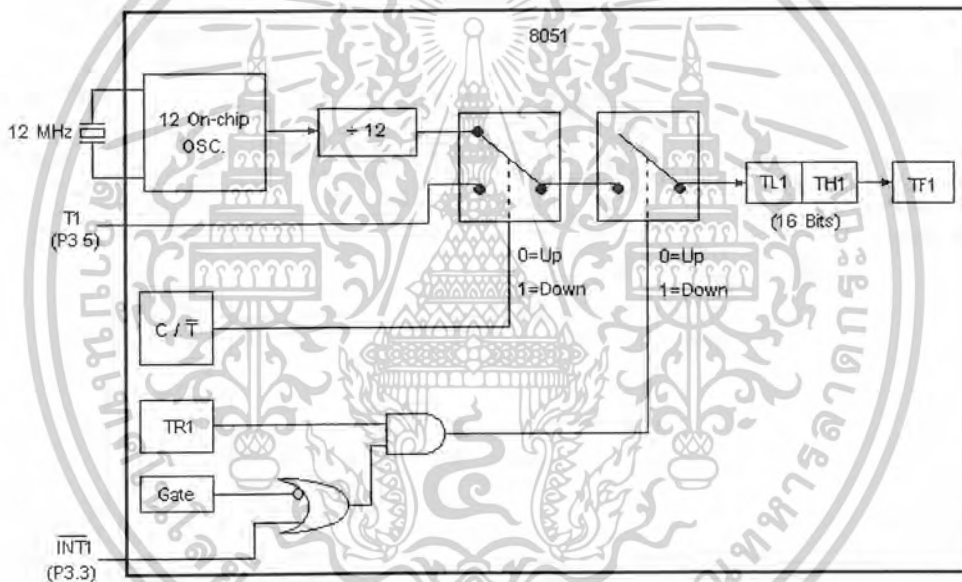 8051
12 MHz
12 On-chip
OSC.
÷ 12
T1
(P3 5)
TL1
TH1
TF1
(16 Bits)
0=Up
1=Down
0=Up
1=Down
C / T̅
TR1
Gate
I̅N̅T̅1̅
(P3.3)